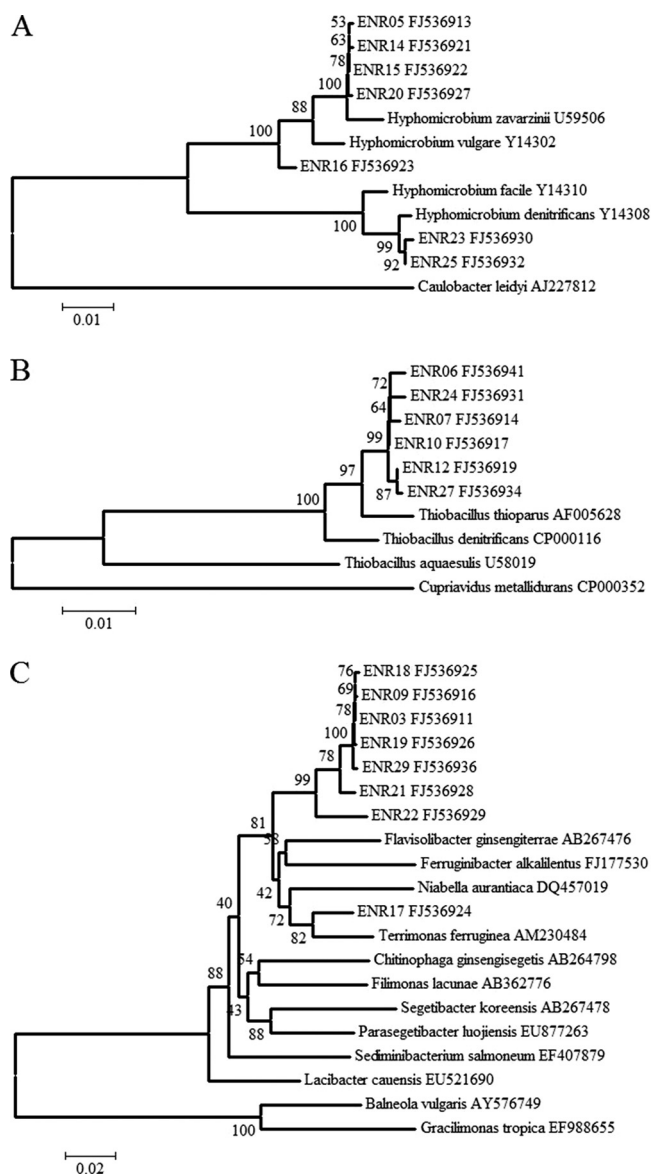 A
53 ENR05 FJ536913
63 ENR14 FJ536921
78 ENR15 FJ536922
100 ENR20 FJ536927
88 Hyphomicrobium zavarzinii U59506
100 Hyphomicrobium vulgare Y14302
ENR16 FJ536923
Hyphomicrobium facile Y14310
100 Hyphomicrobium denitrificans Y14308
99 ENR23 FJ536930
92 ENR25 FJ536932
Caulobacter leidyi AJ227812
0.01
B
ENR06 FJ536941
72 ENR24 FJ536931
64 ENR07 FJ536914
99 ENR10 FJ536917
97 ENR12 FJ536919
87 ENR27 FJ536934
100 Thiobacillus thioparus AF005628
Thiobacillus denitrificans CP000116
Thiobacillus aquaesulis U58019
Cupriavidus metallidurans CP000352
0.01
C
76 ENR18 FJ536925
69 ENR09 FJ536916
78 ENR03 FJ536911
100 ENR19 FJ536926
78 ENR29 FJ536936
99 ENR21 FJ536928
ENR22 FJ536929
81
58 Flavisolibacter ginsengiterrae AB267476
Ferruginibacter alkalilentus FJ177530
42 Niabella aurantiaca DQ457019
40 72 ENR17 FJ536924
82 Terrimonas ferruginea AM230484
54 Chitinophaga ginsengisegetis AB264798
88 Filimonas lacunae AB362776
43 Segetibacter koreensis AB267478
88 Parasegetibacter huojiensis EU877263
Sediminibacterium salmoneum EF407879
Lacibacter cauensis EU521690
Balneola vulgaris AY576749
100 Gracilimonas tropica EF988655
0.02